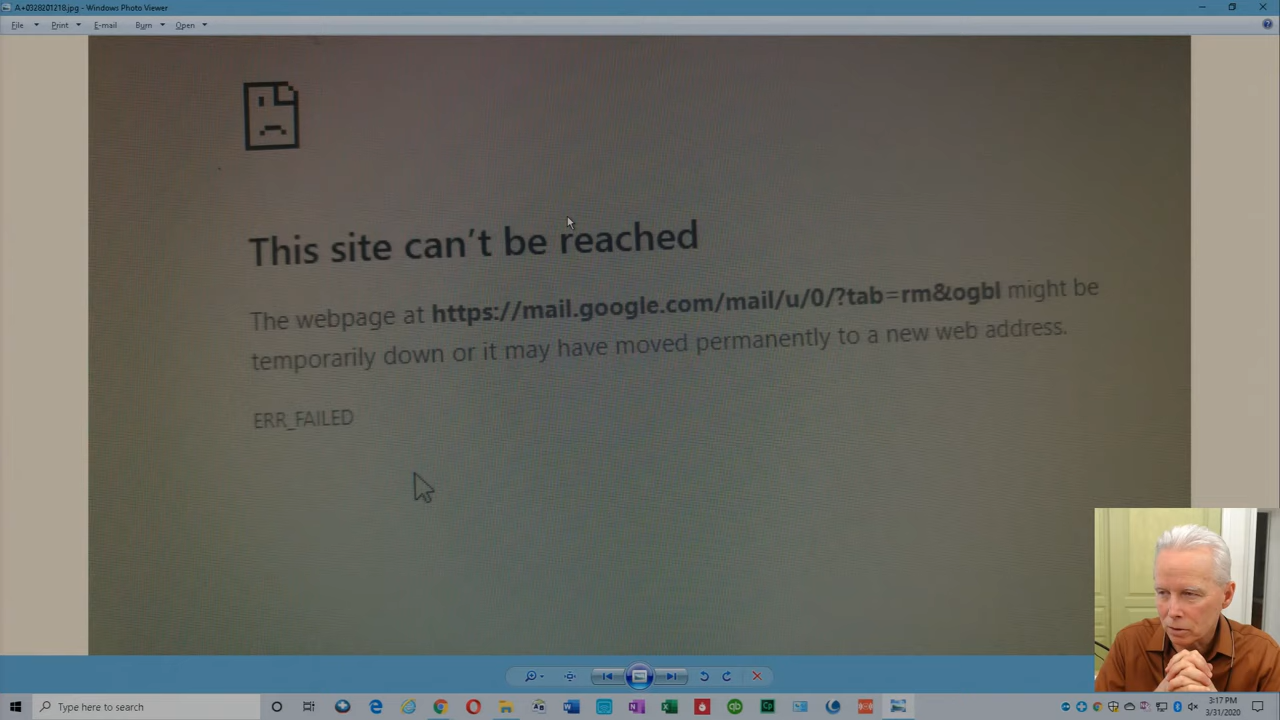 A+0328201218.jpg - Windows Photo Viewer
File Print E-mail Burn Open
This site can't be reached
The webpage at https://mail.google.com/mail/u/0/?tab=rm&ogbl might be
temporarily down or it may have moved permanently to a new web address.
ERR_FAILED
Type here to search
3:17 PM
3/31/2020